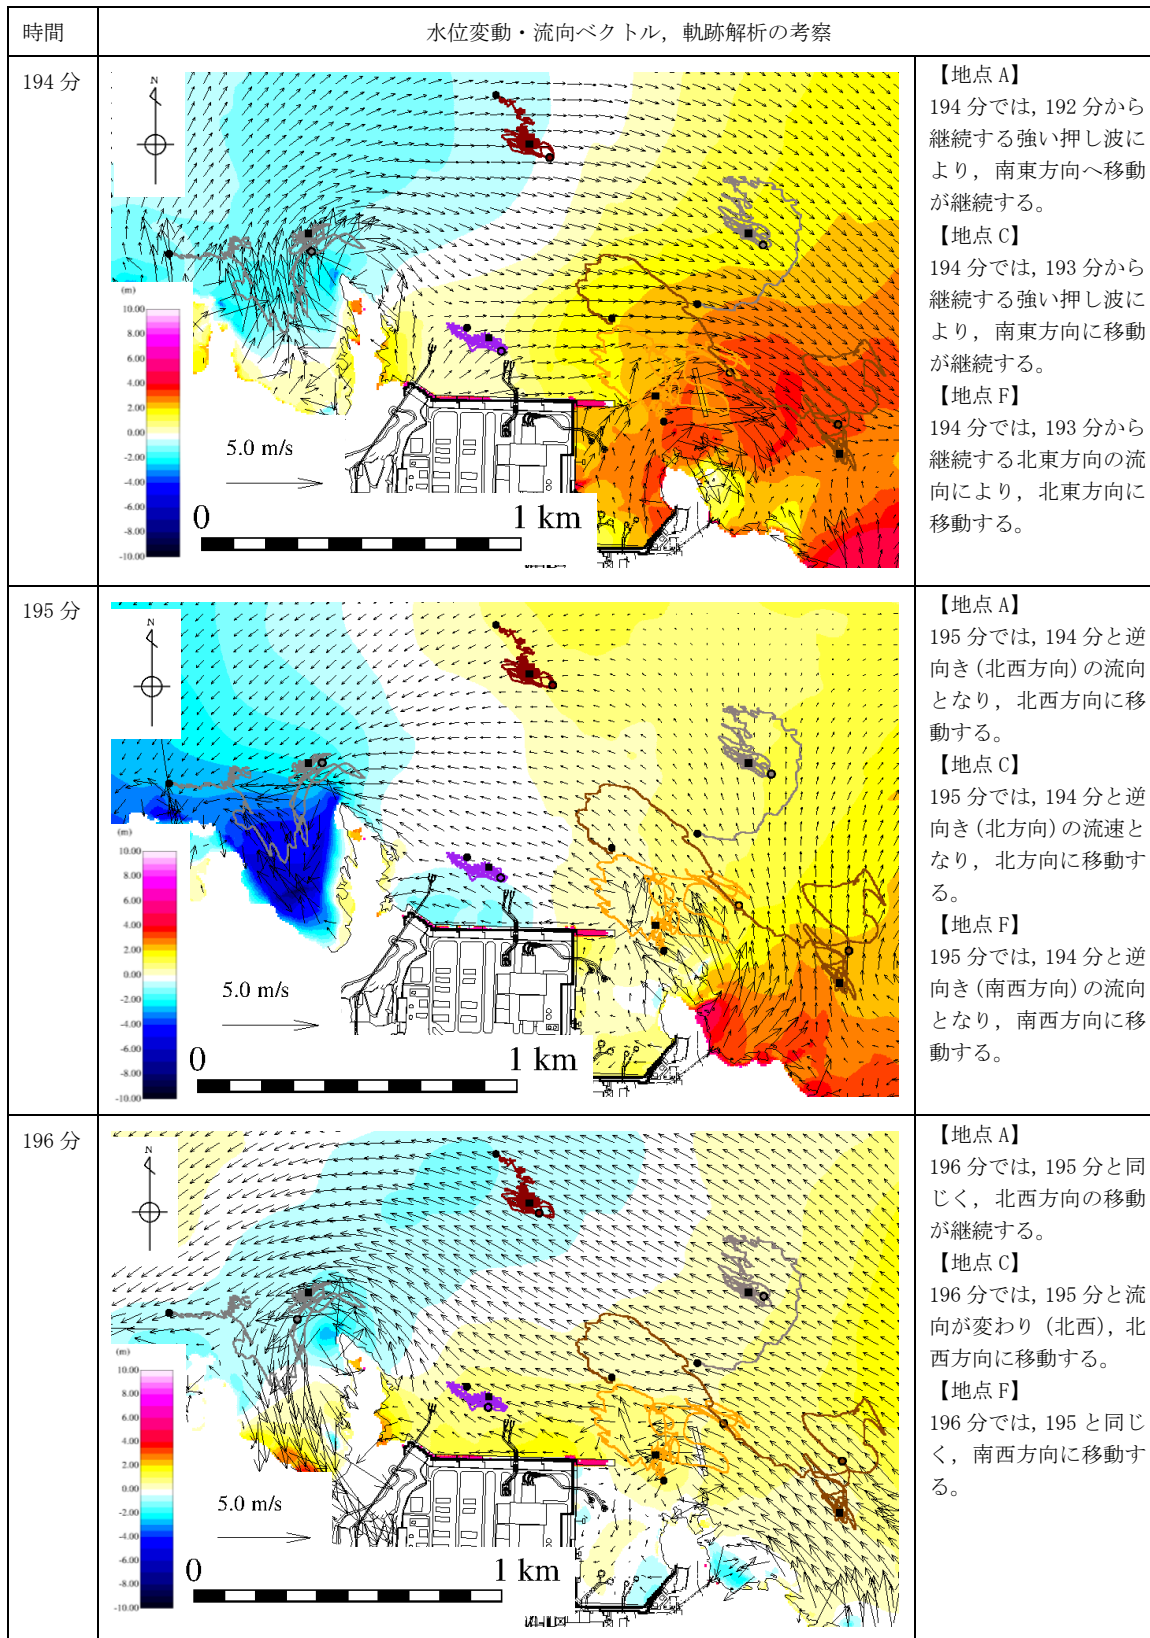 時間
水位変動・流向ベクトル，軌跡解析の考察
194 分
N
(m)
10.00
8.00
6.00
4.00
2.00
0.00
-2.00
-4.00
-6.00
-8.00
-10.00
5.0 m/s
0
1 km
【地点 A】
194 分では，192 分から
継続する強い押し波に
より，南東方向へ移動
が継続する。
【地点 C】
194 分では，193 分から
継続する強い押し波に
より，南東方向に移動
が継続する。
【地点 F】
194 分では，193 分から
継続する北東方向の流
向により，北東方向に
移動する。
195 分
N
(m)
10.00
8.00
6.00
4.00
2.00
0.00
-2.00
-4.00
-6.00
-8.00
-10.00
5.0 m/s
0
1 km
【地点 A】
195 分では，194 分と逆
向き（北西方向）の流向
となり，北西方向に移
動する。
【地点 C】
195 分では，194 分と逆
向き（北方向）の流速と
なり，北方向に移動す
る。
【地点 F】
195 分では，194 分と逆
向き（南西方向）の流向
となり，南西方向に移
動する。
196 分
N
(m)
10.00
8.00
6.00
4.00
2.00
0.00
-2.00
-4.00
-6.00
-8.00
-10.00
5.0 m/s
0
1 km
【地点 A】
196 分では，195 分と同
じく，北西方向の移動
が継続する。
【地点 C】
196 分では，195 分と流
向が変わり（北西），北
西方向に移動する。
【地点 F】
196 分では，195 と同じ
く，南西方向に移動す
る。